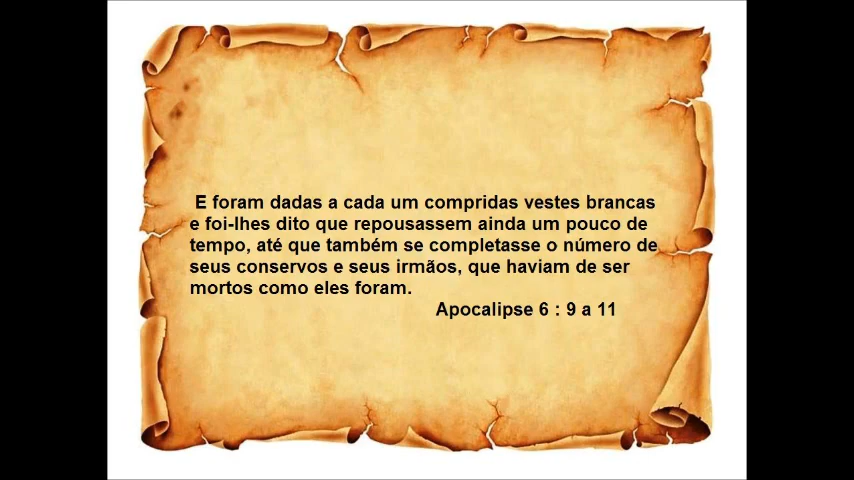 E foram dadas a cada um compridas vestes brancas
e foi-lhes dito que repousassem ainda um pouco de
tempo, até que também se completasse o número de
seus conservos e seus irmãos, que haviam de ser
mortos como eles foram.
Apocalipse 6 : 9 a 11